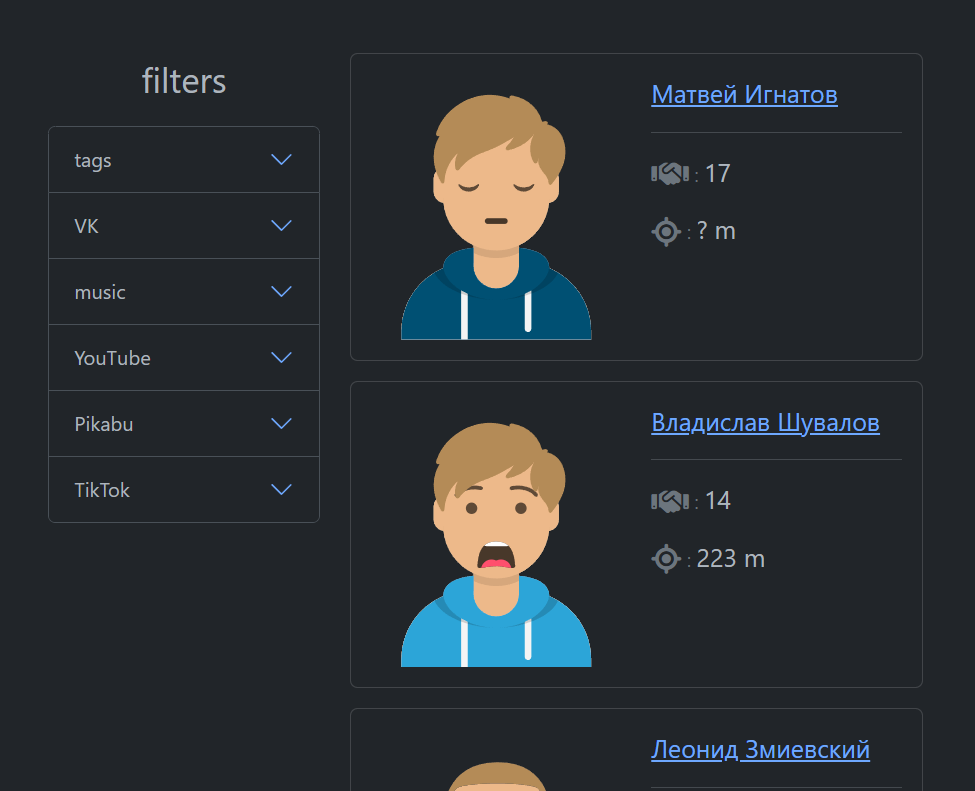 filters
tags
VK
music
YouTube
Pikabu
TikTok
Матвей Игнатов
: 17
: ? m
Владислав Шувалов
: 14
: 223 m
Леонид Змиевский